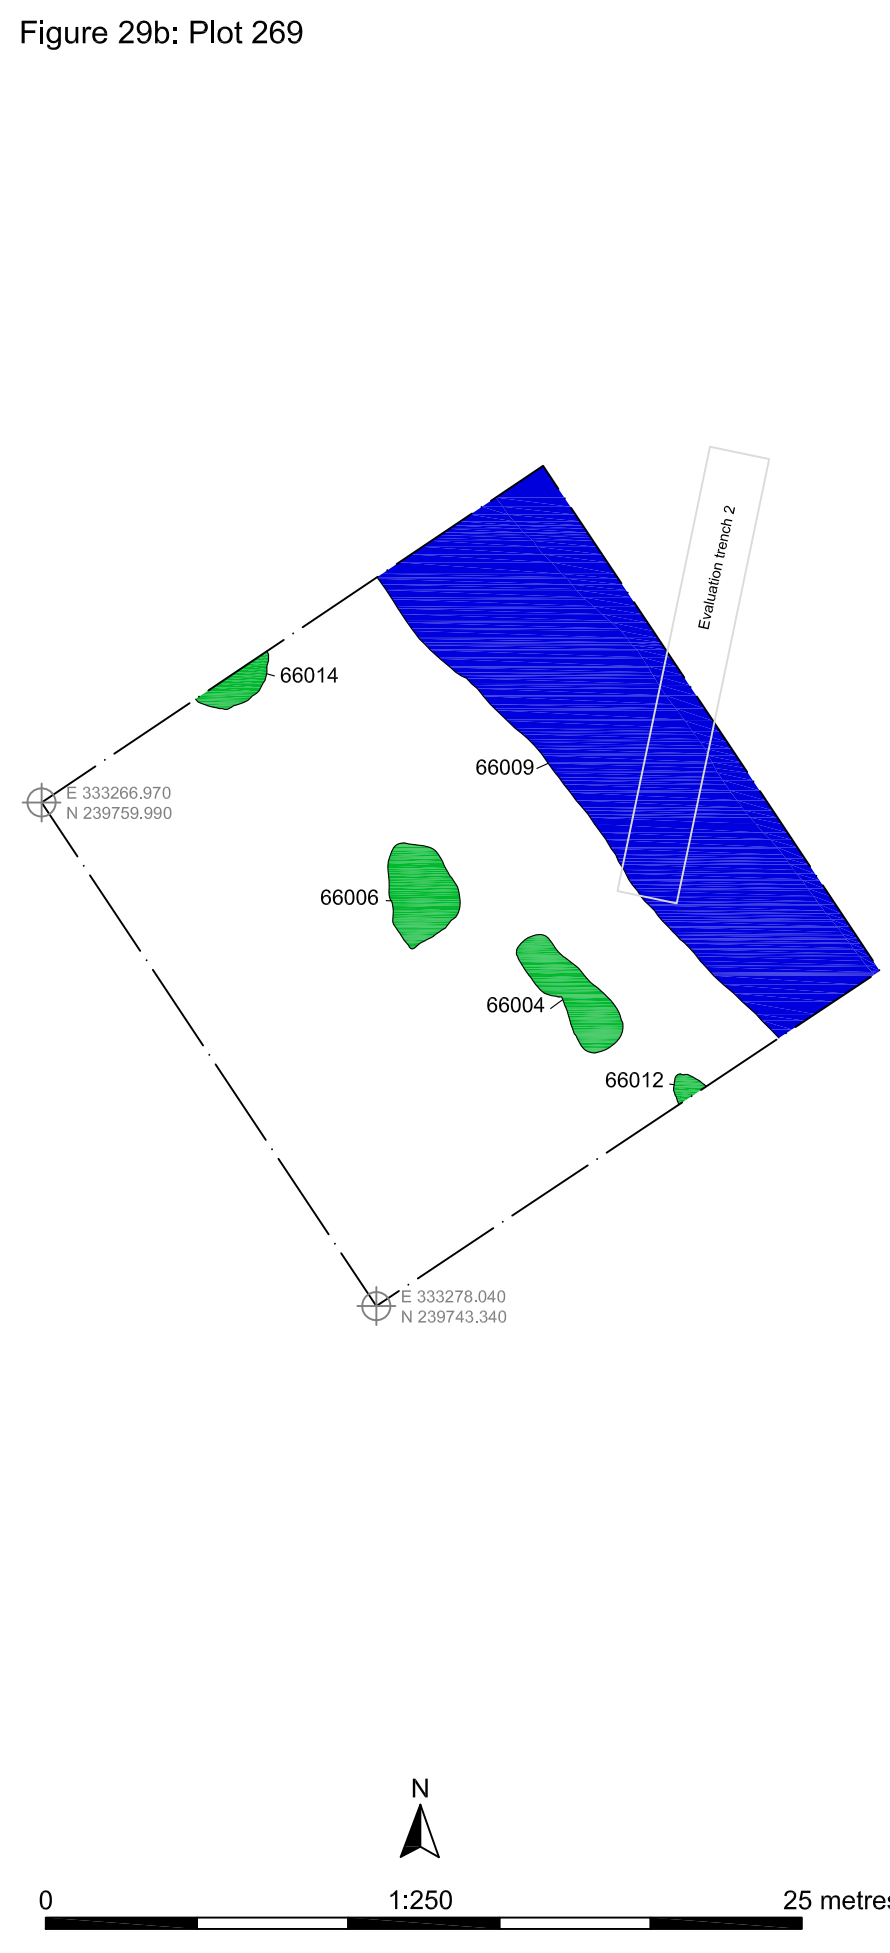 Figure 29b: Plot 269
Evaluation trench 2
66014
66009
E 333266.970
N 239759.990
66006
66004
66012
E 333278.040
N 239743.340
N
0
1:250
25 metres